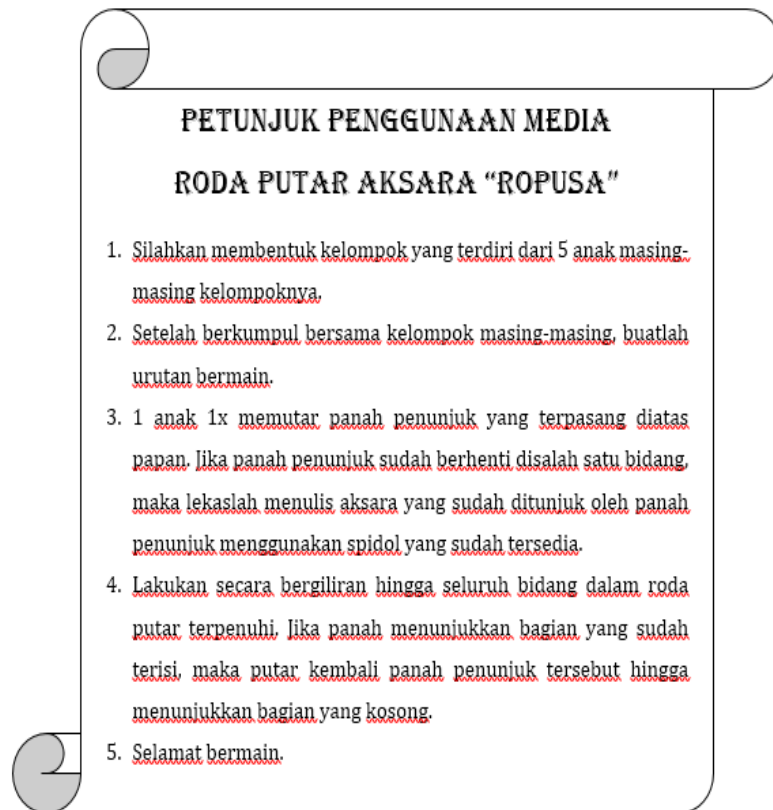 PETUNJUK PENGGUNAAN MEDIA
RODA PUTAR AKSARA “ROPUSA”
1. Silahkan membentuk kelompok yang terdiri dari 5 anak masing-
masing kelompoknya.
2. Setelah berkumpul bersama kelompok masing-masing, buatlah
urutan bermain.
3. 1 anak 1x memutar panah penunjuk yang terpasang diatas
papan. Jika panah penunjuk sudah berhenti disalah satu bidang,
maka lekaslah menulis aksara yang sudah ditunjuk oleh panah
penunjuk menggunakan spidol yang sudah tersedia.
4. Lakukan secara bergiliran hingga seluruh bidang dalam roda
putar terpenuhi. Jika panah menunjukkan bagian yang sudah
terisi, maka putar kembali panah penunjuk tersebut hingga
menunjukkan bagian yang kosong.
5. Selamat bermain.